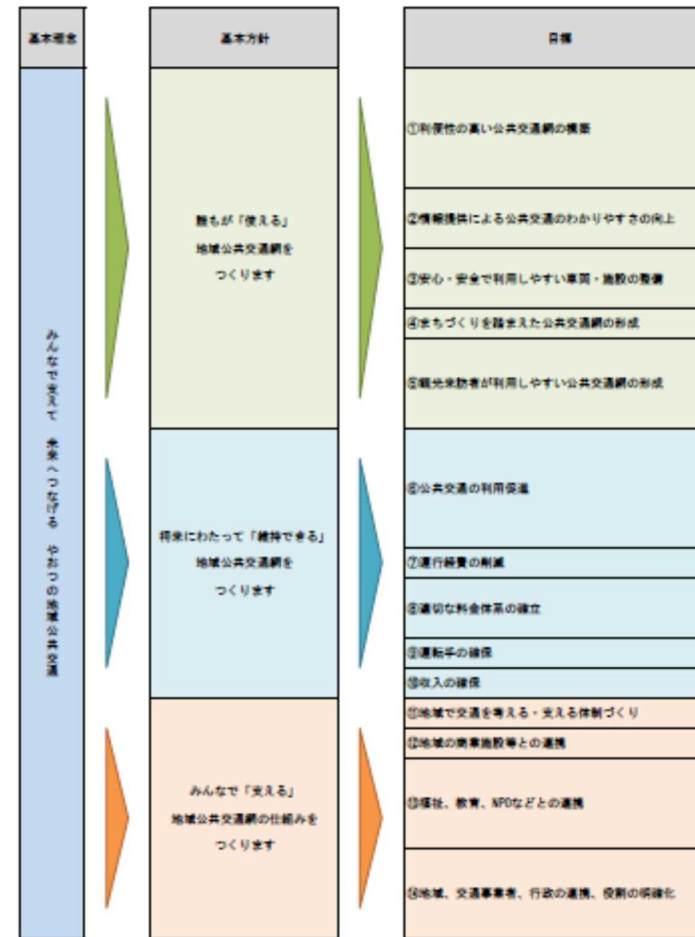 基本理念
基本方針
目標
みんなで支えて 未来へつなげる やおつの地域公共交通
誰もが「使える」
地域公共交通網を
つくります
①利便性の高い公共交通網の構築
②情報提供による公共交通のわかりやすさの向上
③安心・安全で利用しやすい車両・施設の整備
④まちづくりを踏まえた公共交通網の形成
⑤観光来訪者が利用しやすい公共交通網の形成
将来にわたって「維持できる」
地域公共交通網を
つくります
⑥公共交通の利用促進
⑦運行経費の削減
⑧適切な料金体系の確立
⑨運転手の確保
⑩収入の確保
みんなで「支える」
地域公共交通網の仕組みを
つくります
⑪地域で交通を考える・支える体制づくり
⑫地域の商業施設等との連携
⑬福祉、教育、NPOなどとの連携
⑭地域、交通事業者、行政の連携、役割の明確化